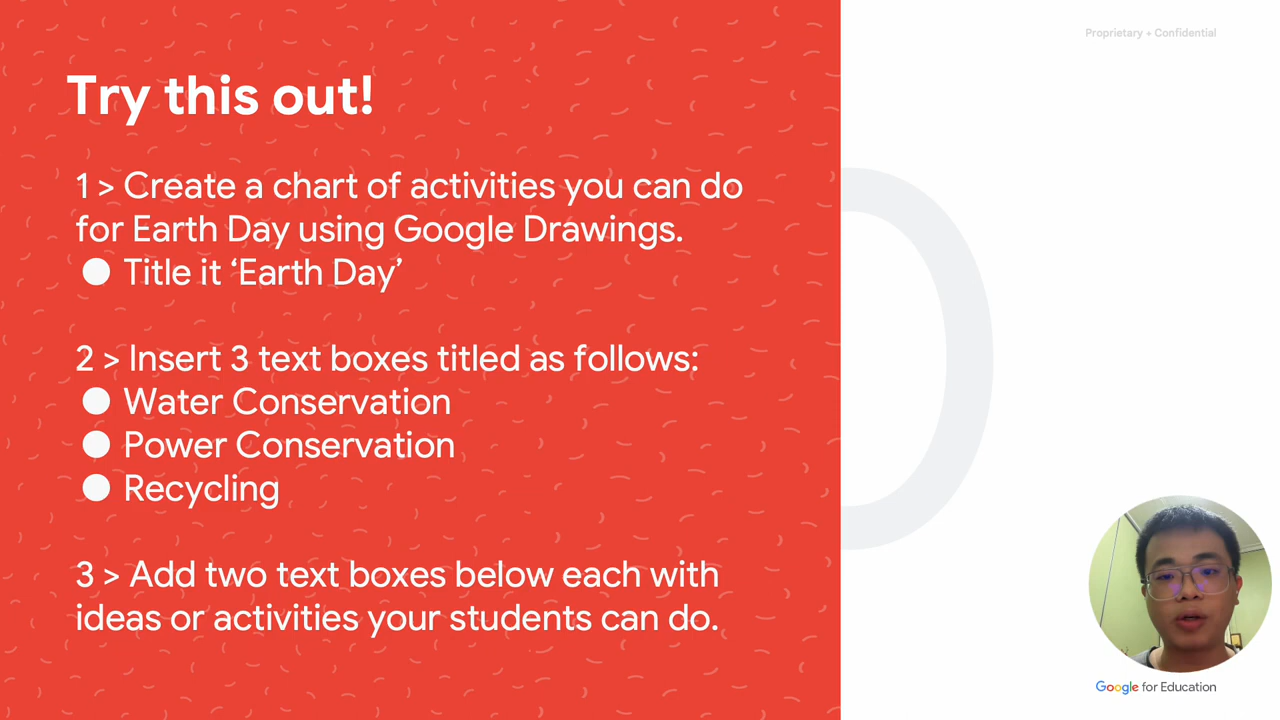 Proprietary + Confidential
Try this out!
1 > Create a chart of activities you can do
for Earth Day using Google Drawings.
● Title it ‘Earth Day’
2 > Insert 3 text boxes titled as follows:
● Water Conservation
● Power Conservation
● Recycling
3 > Add two text boxes below each with
ideas or activities your students can do.
Google for Education